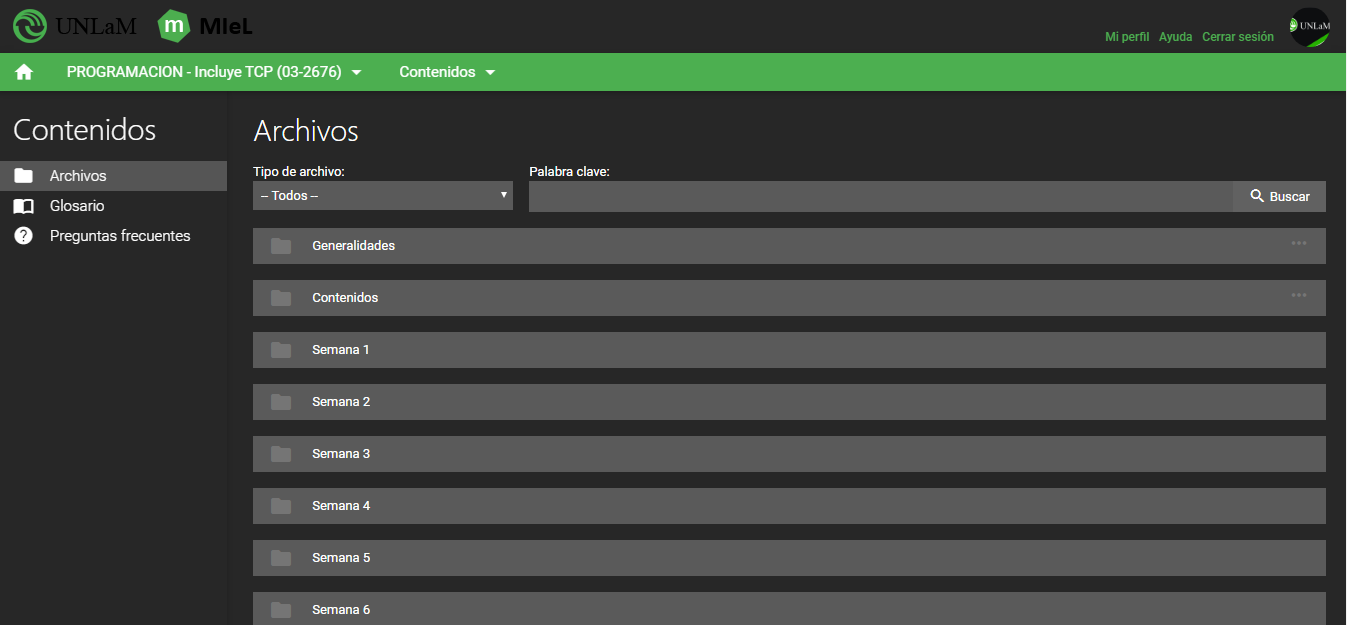 UNLaM m MIeL
Mi perfil Ayuda Cerrar sesión UNLaM
PROGRAMACION - Incluye TCP (03-2676) Contenidos
Contenidos
Archivos
Glosario
Preguntas frecuentes
Archivos
Tipo de archivo: Palabra clave:
-- Todos -- Buscar
Generalidades
Contenidos
Semana 1
Semana 2
Semana 3
Semana 4
Semana 5
Semana 6